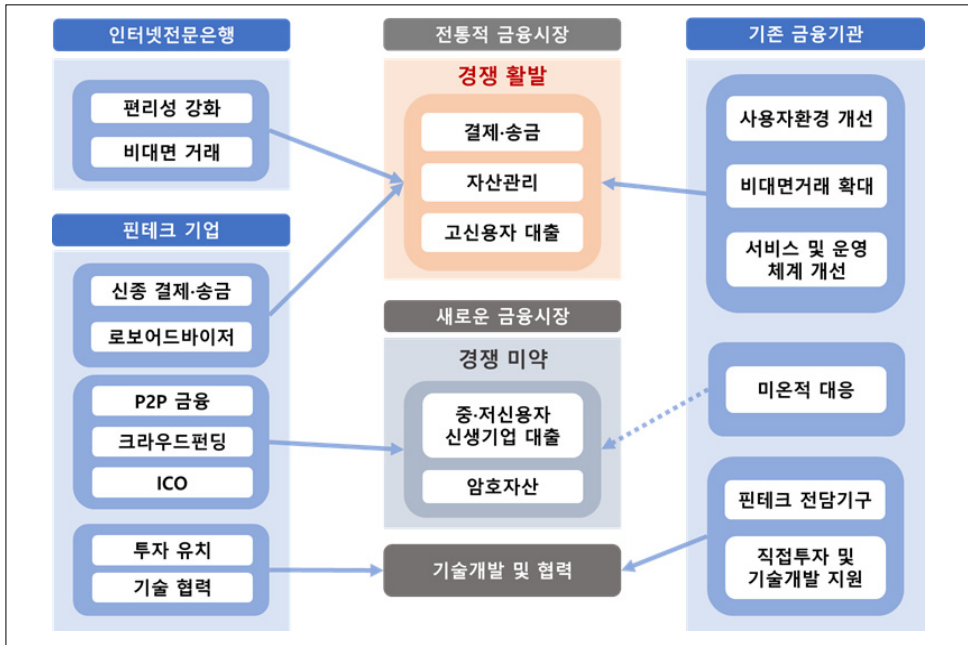 인터넷전문은행
편리성 강화
비대면 거래
핀테크 기업
신종 결제·송금
로보어드바이저
P2P 금융
크라우드펀딩
ICO
투자 유치
기술 협력
전통적 금융시장
경쟁 활발
결제·송금
자산관리
고신용자 대출
새로운 금융시장
경쟁 미약
중·저신용자
신생기업 대출
암호자산
기술개발 및 협력
기존 금융기관
사용자환경 개선
비대면거래 확대
서비스 및 운영
체계 개선
미온적 대응
핀테크 전담기구
직접투자 및
기술개발 지원